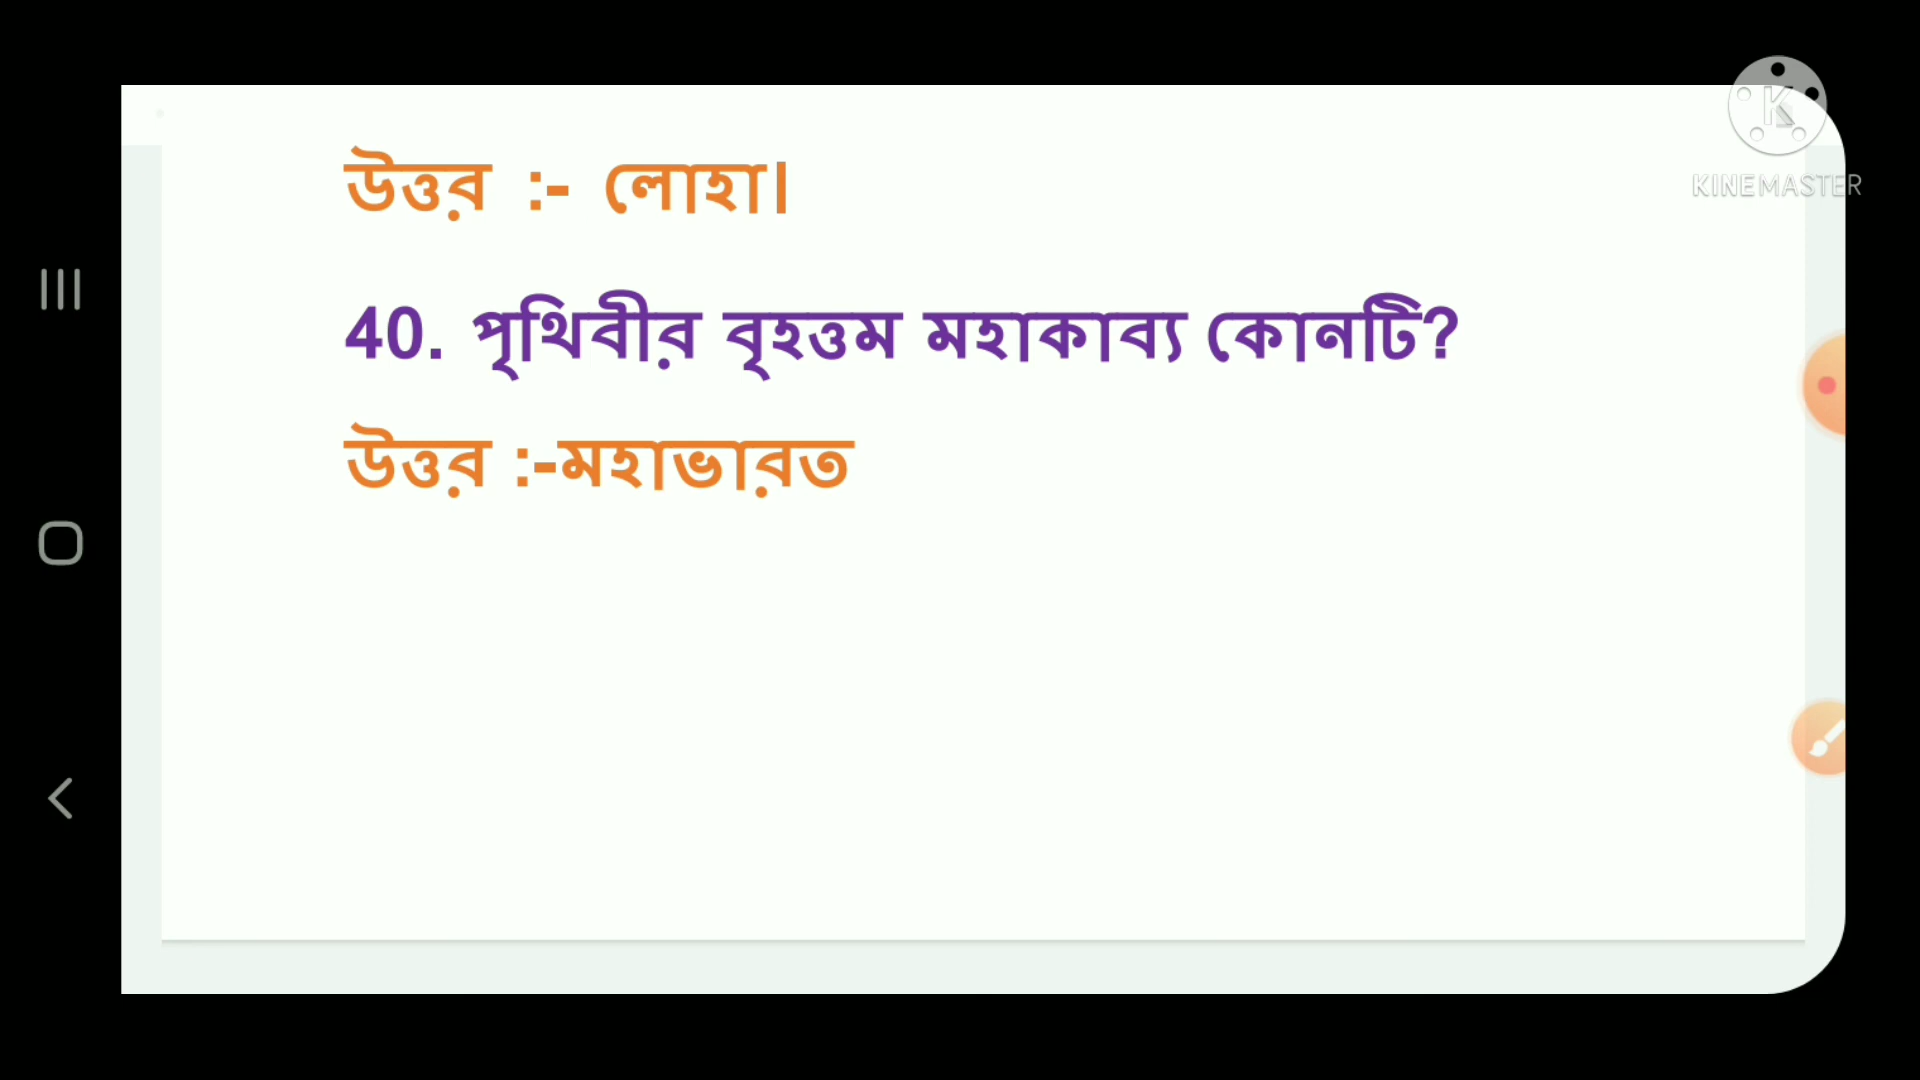 উত্তর :- লোহা।
40. পৃথিবীর বৃহত্তম মহাকাব্য কোনটি?
উত্তর :-মহাভারত
KINEMASTER